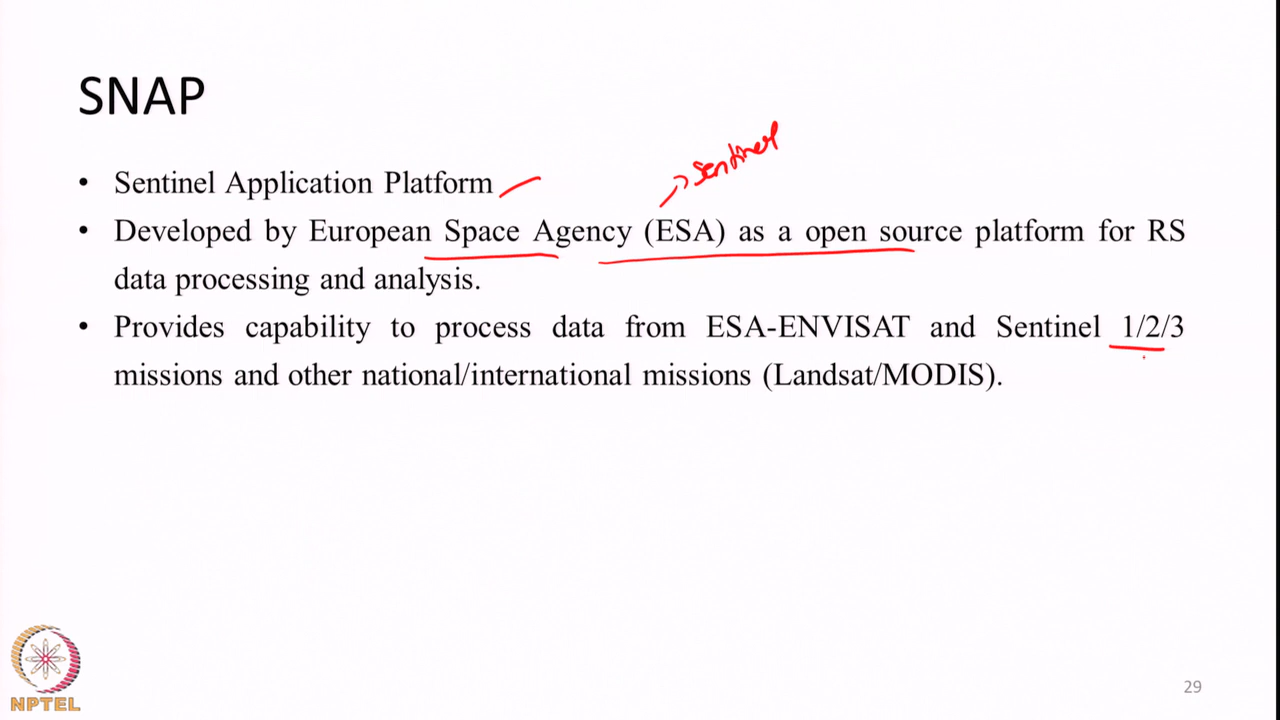 SNAP
Sentinel
• Sentinel Application Platform
• Developed by European Space Agency (ESA) as a open source platform for RS
data processing and analysis.
• Provides capability to process data from ESA-ENVISAT and Sentinel 1/2/3
missions and other national/international missions (Landsat/MODIS).
29
NPTEL